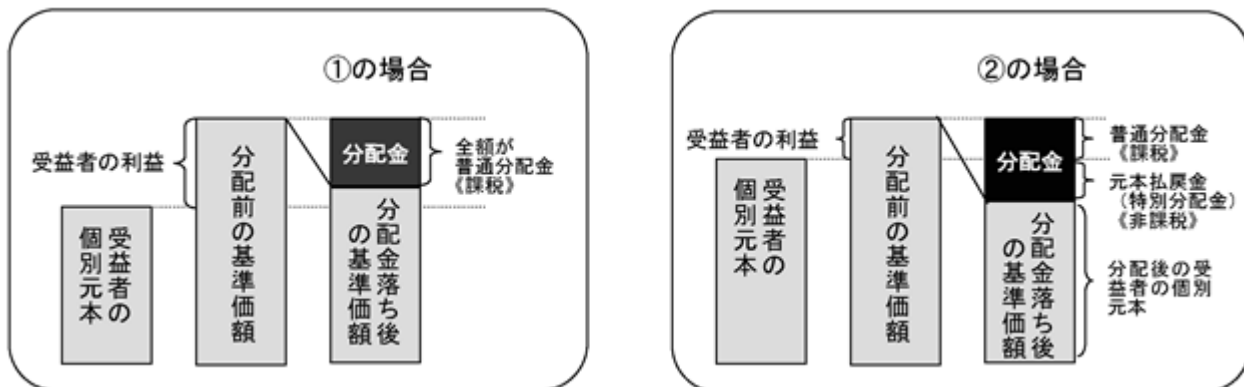 ①の場合
受益者の利益
受益者の
個別元本
分配前の基準価額
分配金
全額が
普通分配金
《課税》
分配金落ち後
の基準価額
②の場合
受益者の利益
受益者の
個別元本
分配前の基準価額
分配金
普通分配金
《課税》
元本払戻金
（特別分配金）
《非課税》
分配金落ち後
の基準価額
分配後の受
益者の個別
元本